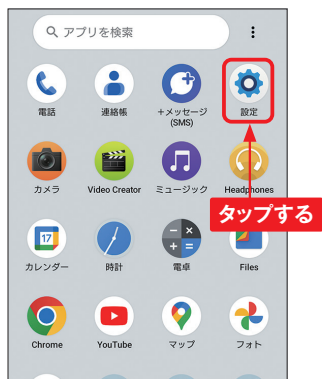 アプリを検索
電話
連絡帳
+メッセージ
(SMS)
設定
カメラ
Video Creator
ミュージック
Headphones
タップする
17
カレンダー
時計
電卓
Files
Chrome
YouTube
マップ
フォト